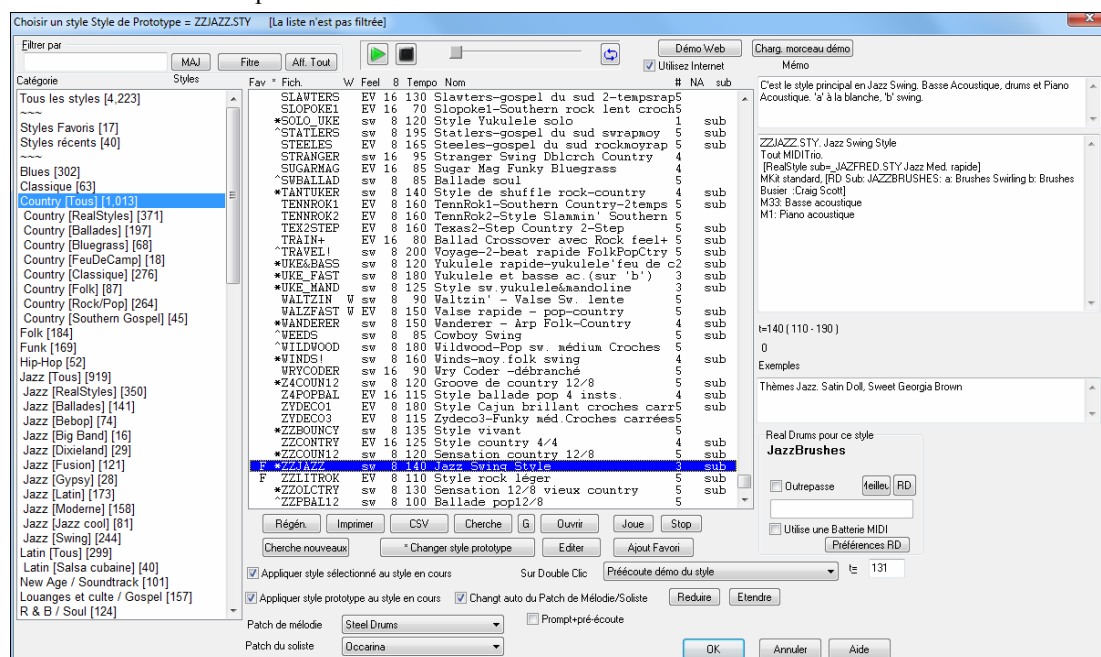 Choisir un style Style de Prototype = ZZJAZZ.STY [La liste n'est pas filtrée]
Filtrer par
MAJ Fitre Aff. Tout Démo Web Charg. morceau démo
Utilisez Internet Mémo
Catégorie Styles
Tous les styles [4,223]
~~~
Styles Favoris [17]
Styles récents [40]
~~~
Blues [302]
Classique [63]
Country [Tous] [1,013]
Country [RealStyles] [371]
Country [Ballades] [197]
Country [Bluegrass] [68]
Country [FeuDeCamp] [18]
Country [Classique] [276]
Country [Folk] [87]
Country [Rock/Pop] [264]
Country [Southern Gospel] [45]
Folk [184]
Funk [169]
Hip-Hop [52]
Jazz [Tous] [919]
Jazz [RealStyles] [350]
Jazz [Ballades] [141]
Jazz [Bebop] [74]
Jazz [Big Band] [16]
Jazz [Dixieland] [29]
Jazz [Fusion] [121]
Jazz [Gypsy] [28]
Jazz [Latin] [173]
Jazz [Moderne] [158]
Jazz [Jazz cool] [81]
Jazz [Swing] [244]
Latin [Tous] [299]
Latin [Salsa cubaine] [40]
New Age / Soundtrack [101]
Louanges et culte / Gospel [157]
R & B / Soul [124]
Fav * Fich. W Feel 8 Tempo Nom # NA sub
SLAWTERS EV 16 130 Slawters-gospel du sud 2-tempsrap5
SLOPOKE1 EV 16 70 Slopoke1-Southern rock lent croch5
*SOLO_UKE sw 8 120 Style Yukulele solo 1 sub
^STATLERS sw 8 195 Statlers-gospel du sud swrapmoy 5 sub
STEELES EV 8 165 Steeles-gospel du sud rockmoyrap 5 sub
STRANGER sw 16 95 Stranger Swing Dblcrch Country 4
SUGARMAG EV 16 85 Sugar Mag Funky Bluegrass 4
^SWBALLAD sw 8 85 Ballade soul 5
*TANTUKER sw 8 140 Style de shuffle rock-country 4 sub
TENNROK1 EV 8 160 TennRok1-Southern Country-2temps 5 sub
TENNROK2 EV 8 160 TennRok2-Style Slammin' Southern 5
TEX2STEP EV 8 160 Texas2-Step Country 2-Step 5 sub
TRAIN+ EV 16 80 Ballad Crossover avec Rock feel+ 5 sub
^TRAVEL! sw 8 200 Voyage-2-beat rapide FolkPopCtry 5 sub
*UKE&BASS sw 8 120 Yukulele rapide-yukulele'feu de c2 sub
*UKE_FAST sw 8 180 Yukulele et basse ac.(sur 'b') 3 sub
*UKE_MAND sw 8 125 Style sw.yukulele&mandoline 3 sub
WALTZIN W sw 8 90 Waltzin' - Valse Sw. lente 5
WALZFAST W EV 8 150 Valse rapide - pop-country 5 sub
*WANDERER sw 8 150 Wanderer - Arp Folk-Country 4 sub
^WEEDS sw 8 85 Cowboy Swing 5 sub
^WILDWOOD sw 8 180 Wildwood-Pop sw. médium Croches 5
*WINDS! sw 8 160 Winds-moy.folk swing 4 sub
WRYCODER sw 16 90 Wry Coder -débranché 5
*Z4COUN12 sw 8 120 Groove de country 12/8 5 sub
Z4POPBAL EV 16 115 Style ballade pop 4 insts. 4 sub
ZYDECO1 EV 8 180 Style Cajun brillant croches carr5 sub
ZYDECO3 EV 8 115 Zydeco3-Funky méd.Croches carrées5
*ZZBOUNCY sw 8 135 Style vivant 5
ZZCONTRY EV 16 125 Style country 4/4 4 sub
*ZZCOUN12 sw 8 120 Sensation country 12/8 5 sub
F *ZZJAZZ sw 8 140 Jazz Swing Style 3 sub
F ZZLITROK EV 8 110 Style rock léger 5 sub
*ZZOLCTRY sw 8 130 Sensation 12/8 vieux country 5 sub
^ZZPBAL12 sw 8 100 Ballade pop12/8 5
C'est le style principal en Jazz Swing. Basse Acoustique, drums et Piano
Acoustique. 'a' à la blanche, 'b' swing.
ZZJAZZ.STY. Jazz Swing Style
Tout MIDITrio.
[RealStyle sub=_JAZFRED.STY Jazz Med. rapide]
MKit standard, [RD Sub: JAZZBRUSHES: a: Brushes Swirling b: Brushes
Busier :Craig Scott]
M33: Basse acoustique
M1: Piano acoustique
t=140 ( 110 - 190 )
0
Exemples
Thèmes Jazz. Satin Doll, Sweet Georgia Brown
Real Drums pour ce style
JazzBrushes
Outrepasse RD
Utilise une Batterie MIDI
Préférences RD
Régén. Imprimer CSV Cherche G Ouvrir Joue Stop
Cherche nouveaux * Changer style prototype Editer Ajout Favori
Appliquer style sélectionné au style en cours Sur Double Clic Préécoute démo du style t= 131
Appliquer style prototype au style en cours Changt auto du Patch de Mélodie/Soliste Reduire Etendre
Patch de mélodie Steel Drums Prompt+pré-écoute
Patch du soliste Occarina OK Annuler Aide